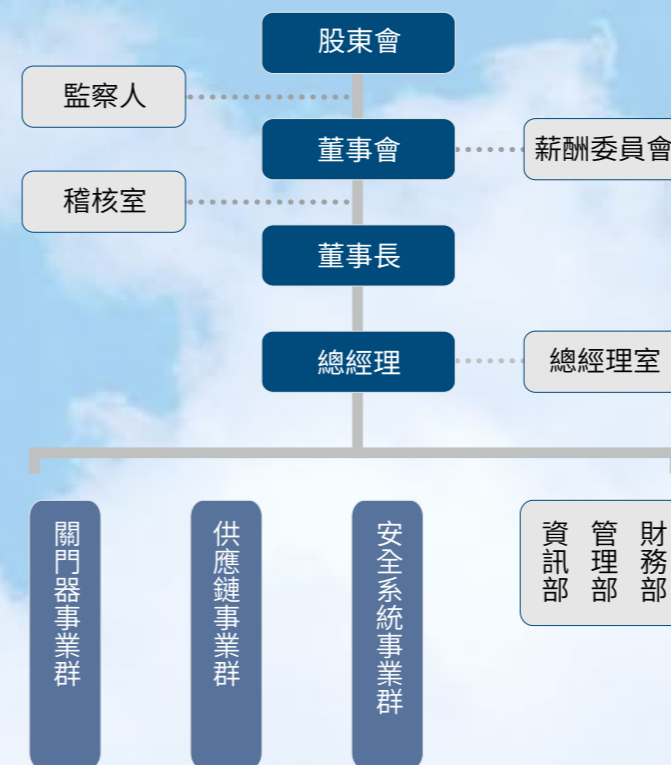 股東會
監察人
董事會
薪酬委員會
稽核室
董事長
總經理
總經理室
關門器事業群
供應鏈事業群
安全系統事業群
資訊部
管理部
財務部